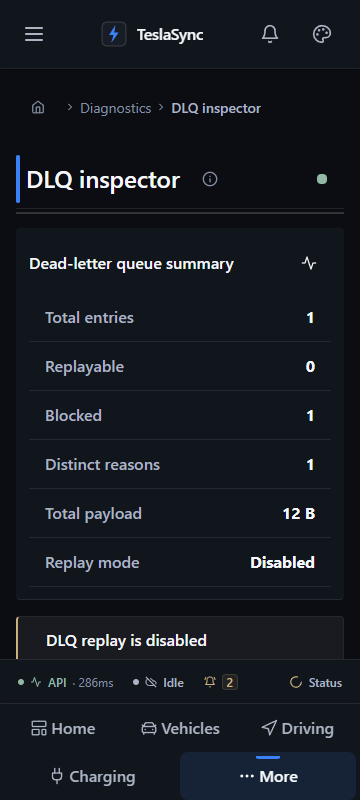 TeslaSync
Diagnostics
DLQ inspector
DLQ inspector
Dead-letter queue summary
Total entries 1
Replayable 0
Blocked 1
Distinct reasons 1
Total payload 12 B
Replay mode Disabled
DLQ replay is disabled
API · 286ms Idle 2 Status
Home Vehicles Driving
Charging More